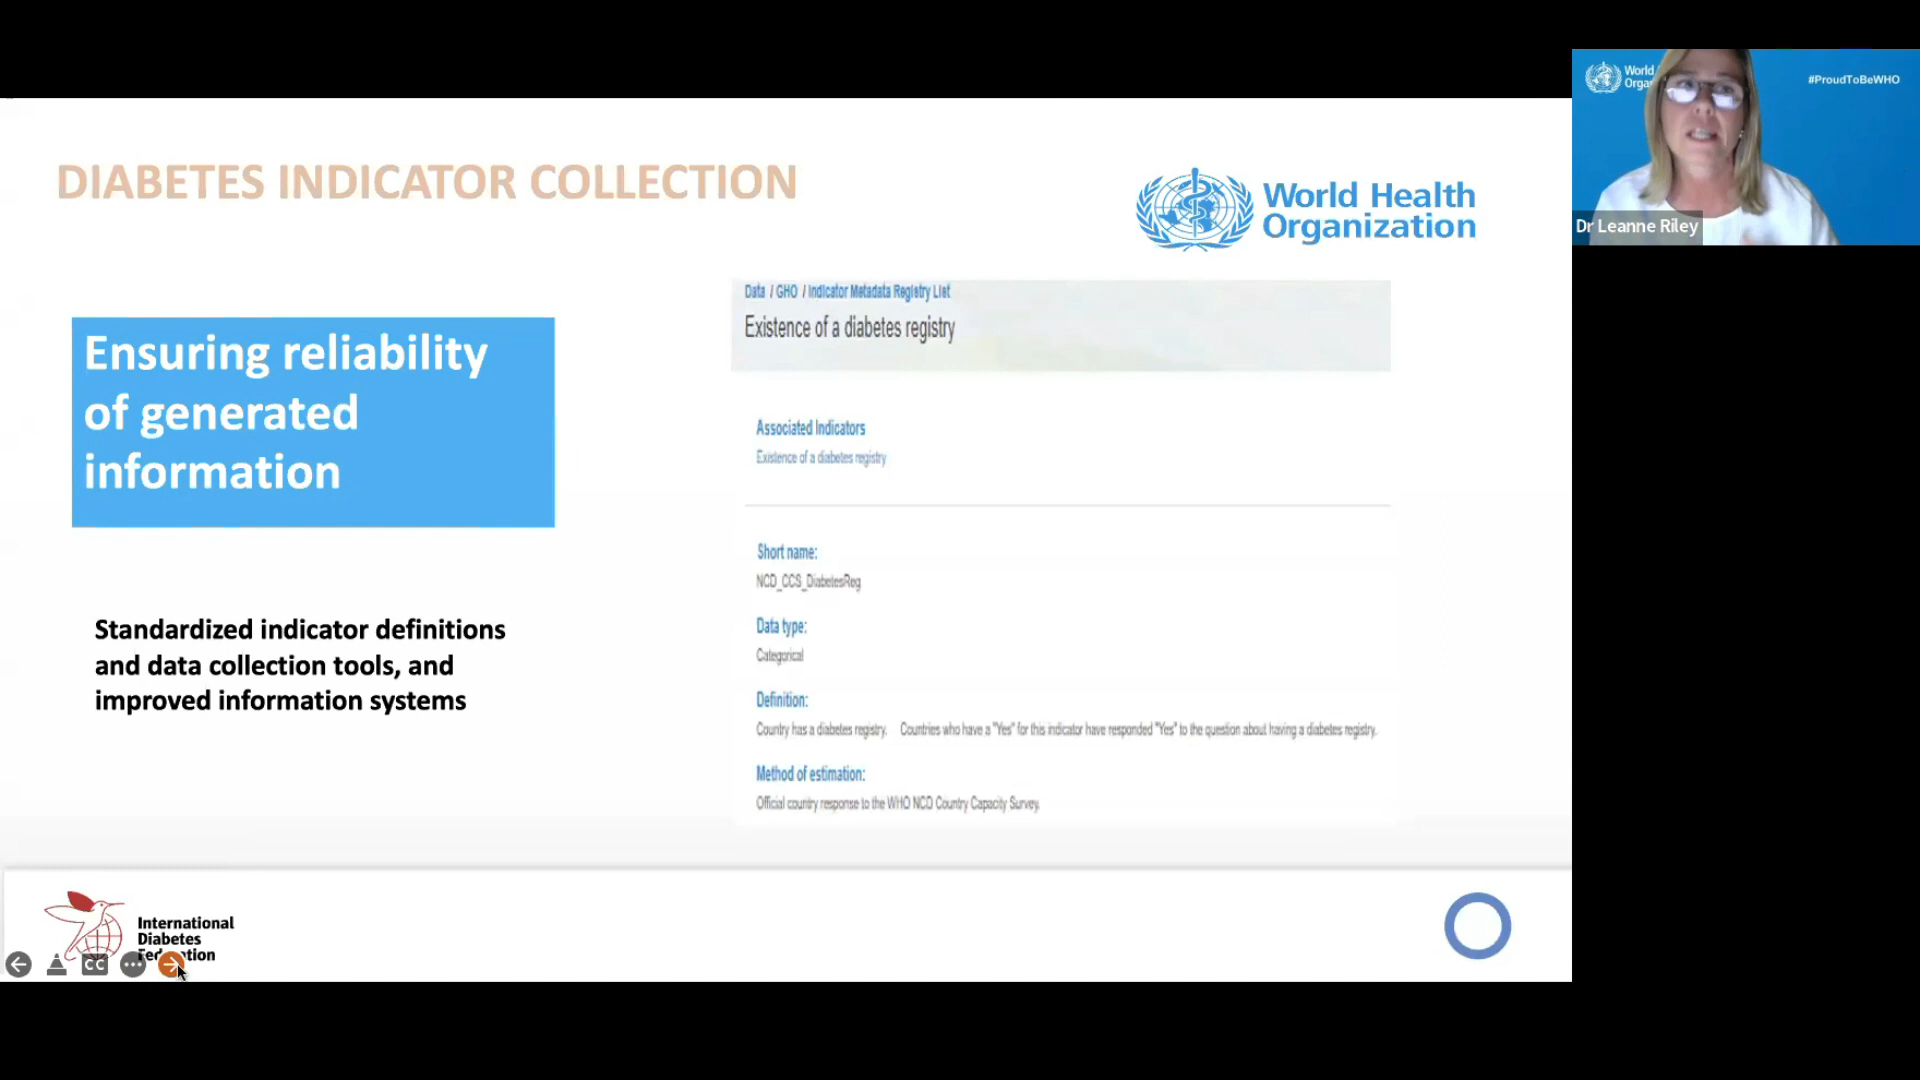 DIABETES INDICATOR COLLECTION
World Health
Organization
Ensuring reliability
of generated
information
Standardized indicator definitions
and data collection tools, and
improved information systems
Data / GHO / Indicator Metadata Registry List
Existence of a diabetes registry
Associated Indicators
Existence of a diabetes registry
Short name:
NCD_CCS_DiabetesReg
Data type:
Categorical
Definition:
Country has a diabetes registry. Countries who have a "Yes" for this indicator have responded "Yes" to the question about having a diabetes registry.
Method of estimation:
Official country response to the WHO NCD Country Capacity Survey.
International
Diabetes
Federation
CC
World
#ProudToBeWHO
Dr Leanne Riley